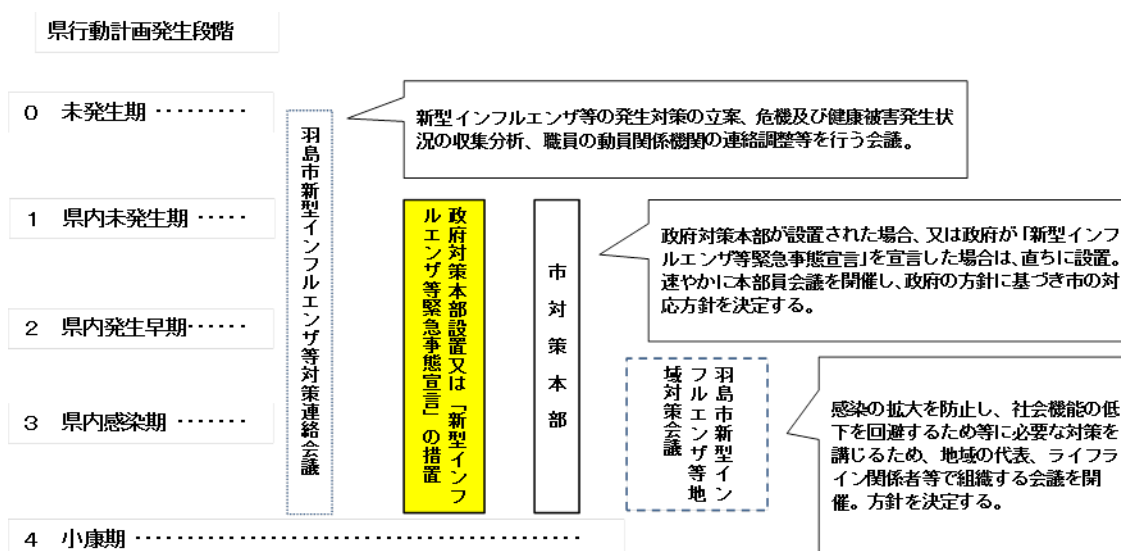 県行動計画発生段階
0 未発生期 ………
新型インフルエンザ等の発生対策の立案、危機及び健康被害発生状
況の収集分析、職員の動員関係機関の連絡調整等を行う会議。
羽島市新型インフルエンザ等対策連絡会議
1 県内未発生期 ‥‥‥
政府対策本部設置又は「新型インフ
ルエンザ等緊急事態宣言」の措置
市対策本部
政府対策本部が設置された場合、又は政府が「新型インフ
ルエンザ等緊急事態宣言」を宣言した場合は、直ちに設置。
速やかに本部員会議を開催し、政府の方針に基づき市の対
応方針を決定する。
2 県内発生早期‥‥‥
羽島市新型イン
フルエンザ等地
域対策会議
3 県内感染期 ‥‥‥
感染の拡大を防止し、社会機能の低
下を回避するため等に必要な対策を
講じるため、地域の代表、ライフラ
イン関係者等で組織する会議を開
催。方針を決定する。
4 小康期 ………………………………………